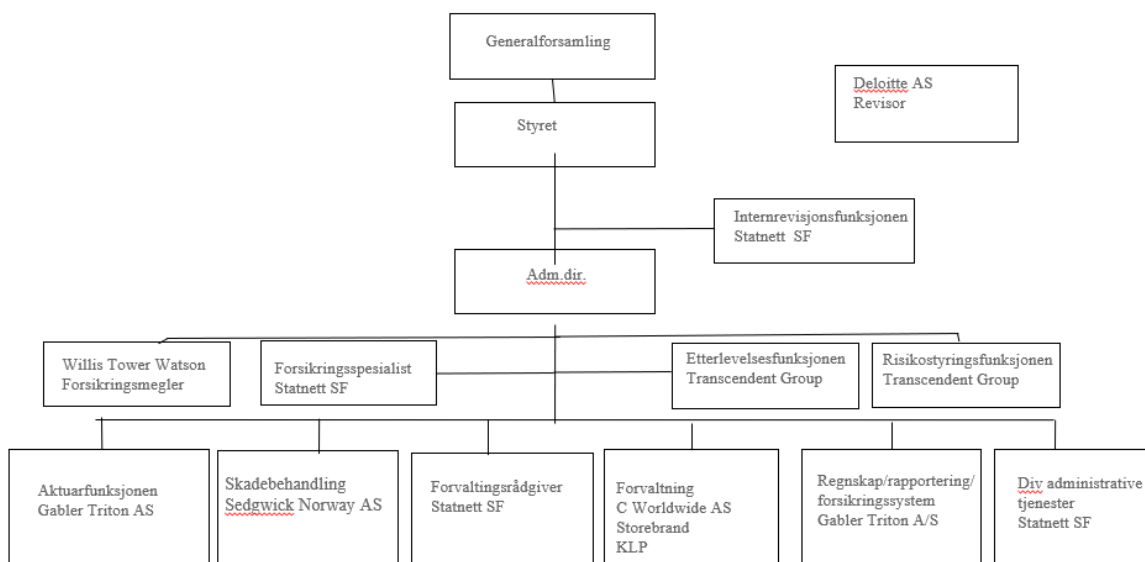 Generalforsamling
Deloitte AS
Revisor
Styret
Internrevisjonsfunksjonen
Statnett SF
Adm.dir.
Willis Tower Watson
Forsikringsmegler
Forsikringsspesialist
Statnett SF
Etterlevelsesfunksjonen
Transcendent Group
Risikostyringsfunksjonen
Transcendent Group
Aktuarfunksjonen
Gabler Triton AS
Skadebehandling
Sedgwick Norway AS
Forvaltingsrådgiver
Statnett SF
Forvaltning
C Worldwide AS
Storebrand
KLP
Regnskap/rapportering/
forsikringssystem
Gabler Triton A/S
Div administrative
tjenester
Statnett SF